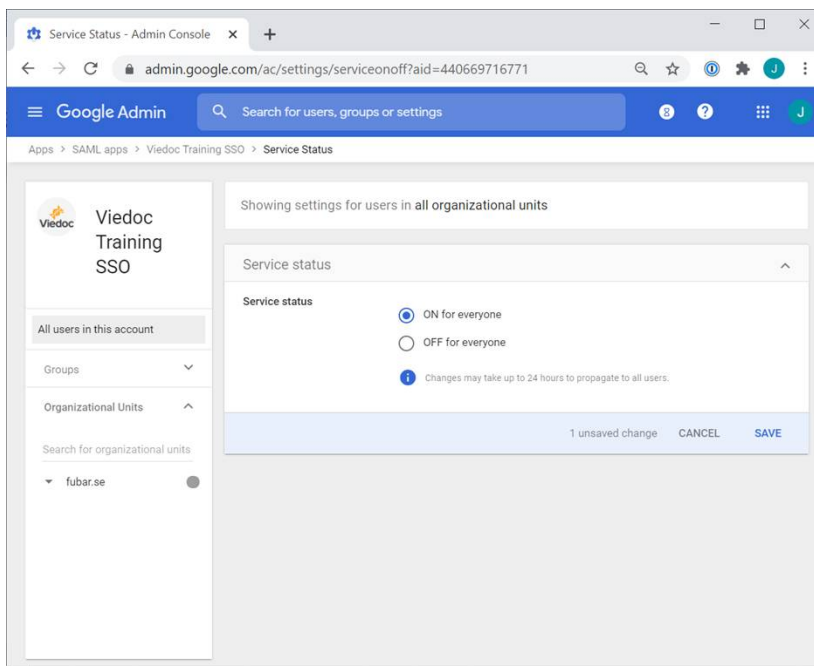 Service Status - Admin Console
admin.google.com/ac/settings/serviceonoff?aid=440669716771
J
Google Admin
Search for users, groups or settings
8
?
J
Apps > SAML apps > Viedoc Training SSO > Service Status
Viedoc
Viedoc
Training
SSO
Showing settings for users in all organizational units
Service status
Service status
ON for everyone
OFF for everyone
Changes may take up to 24 hours to propagate to all users.
1 unsaved change CANCEL SAVE
All users in this account
Groups
Organizational Units
Search for organizational units
fubar.se